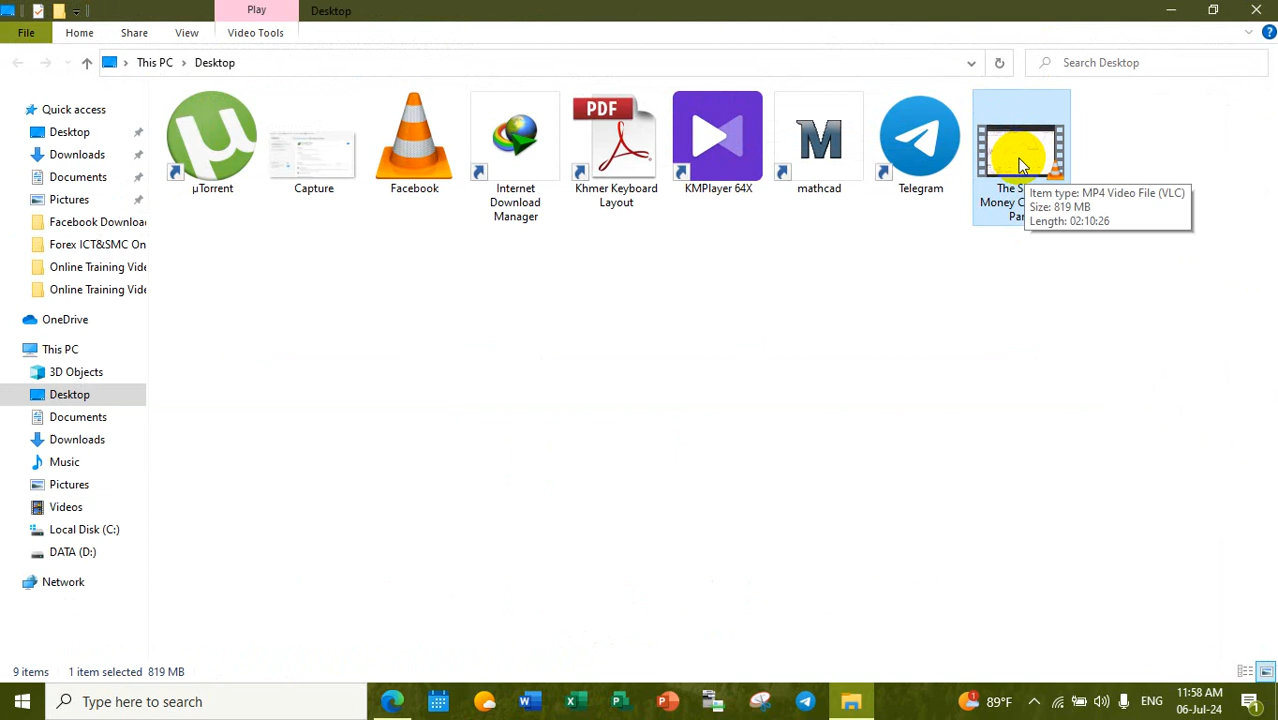 Play
Desktop
File
Home
Share
View
Video Tools
This PC
Desktop
Search Desktop
Quick access
Desktop
Downloads
Documents
Pictures
Facebook Downloa
Forex ICT&SMC On
Online Training Vide
Online Training Vide
OneDrive
This PC
3D Objects
Desktop
Documents
Downloads
Music
Pictures
Videos
Local Disk (C:)
DATA (D:)
Network
µTorrent
Capture
Facebook
Internet
Download
Manager
PDF
Khmer Keyboard
Layout
KMPlayer 64X
mathcad
Telegram
The S
Money C
Par
Item type: MP4 Video File (VLC)
Size: 819 MB
Length: 02:10:26
9 items
1 item selected 819 MB
Type here to search
89°F
ENG
11:58 AM
06-Jul-24